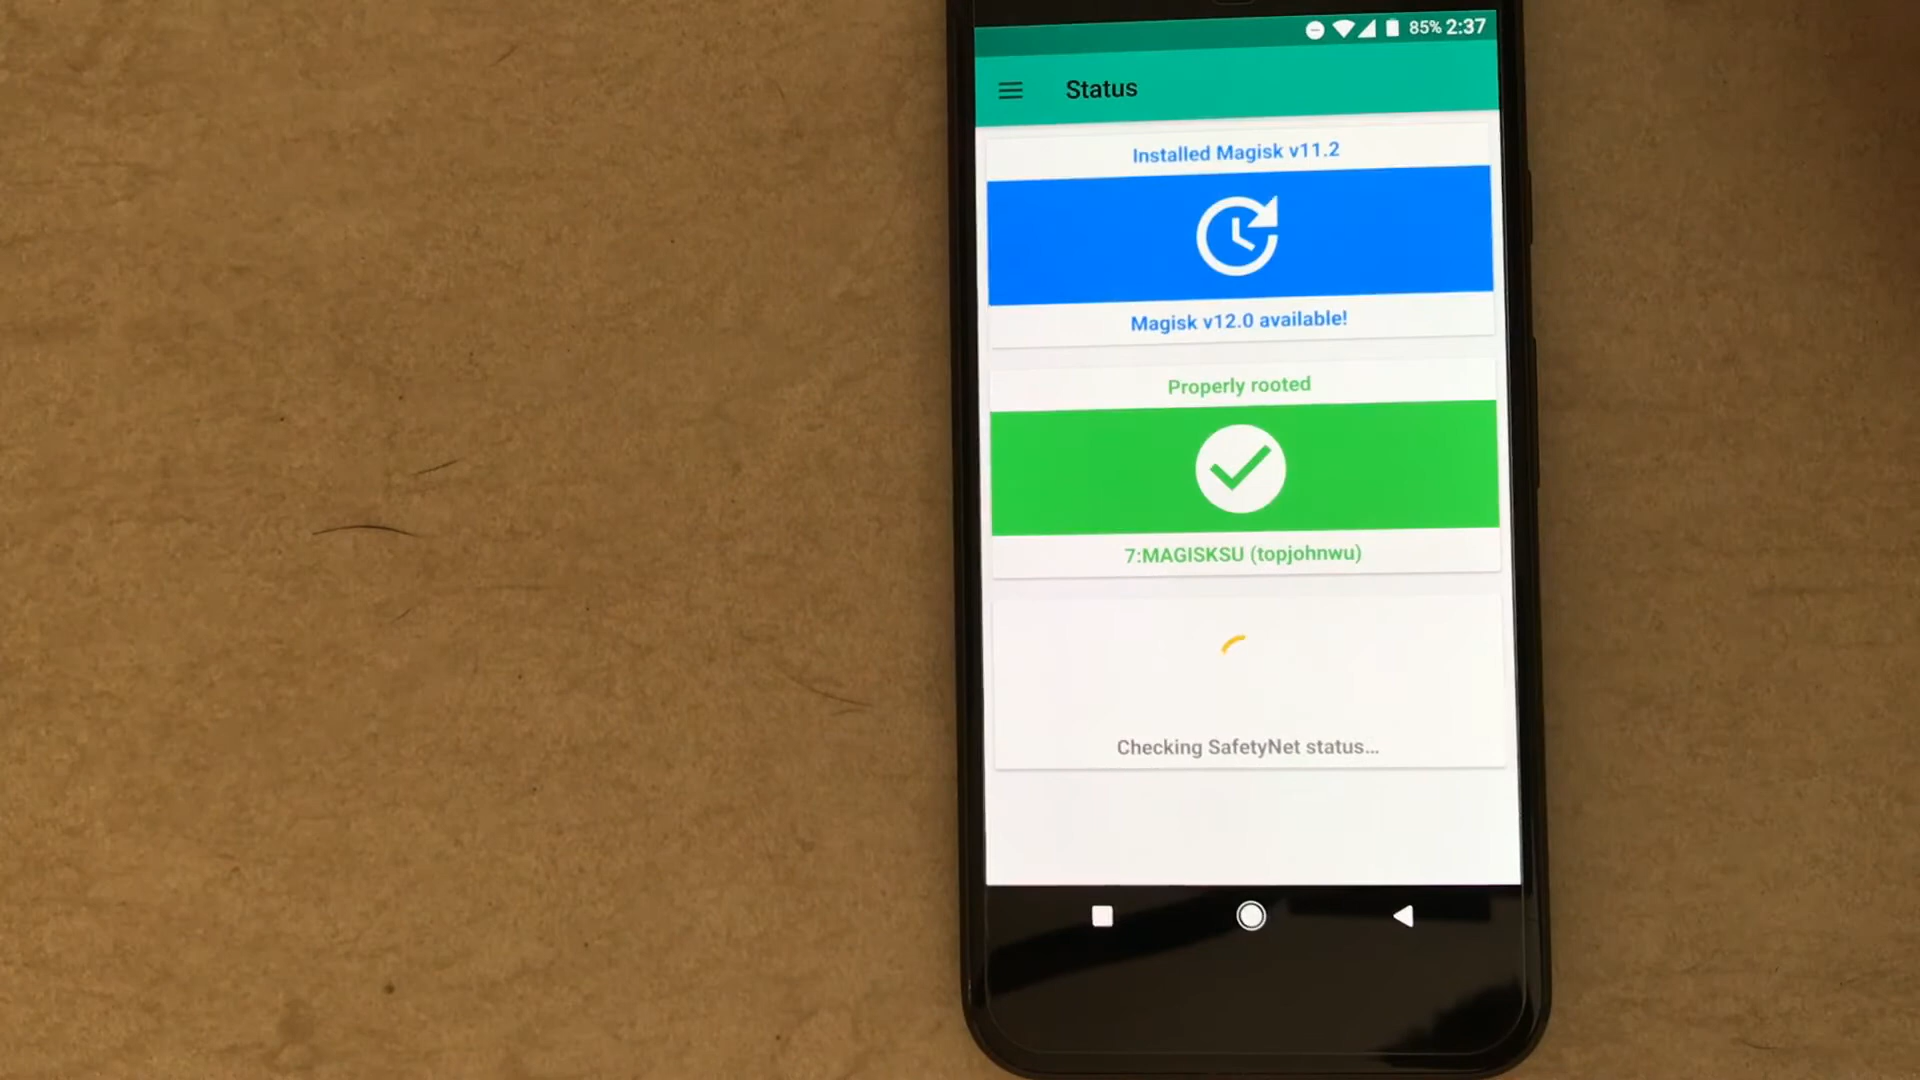 85% 2:37
Status
Installed Magisk v11.2
Magisk v12.0 available!
Properly rooted
7:MAGISKSU (topjohnwu)
Checking SafetyNet status...